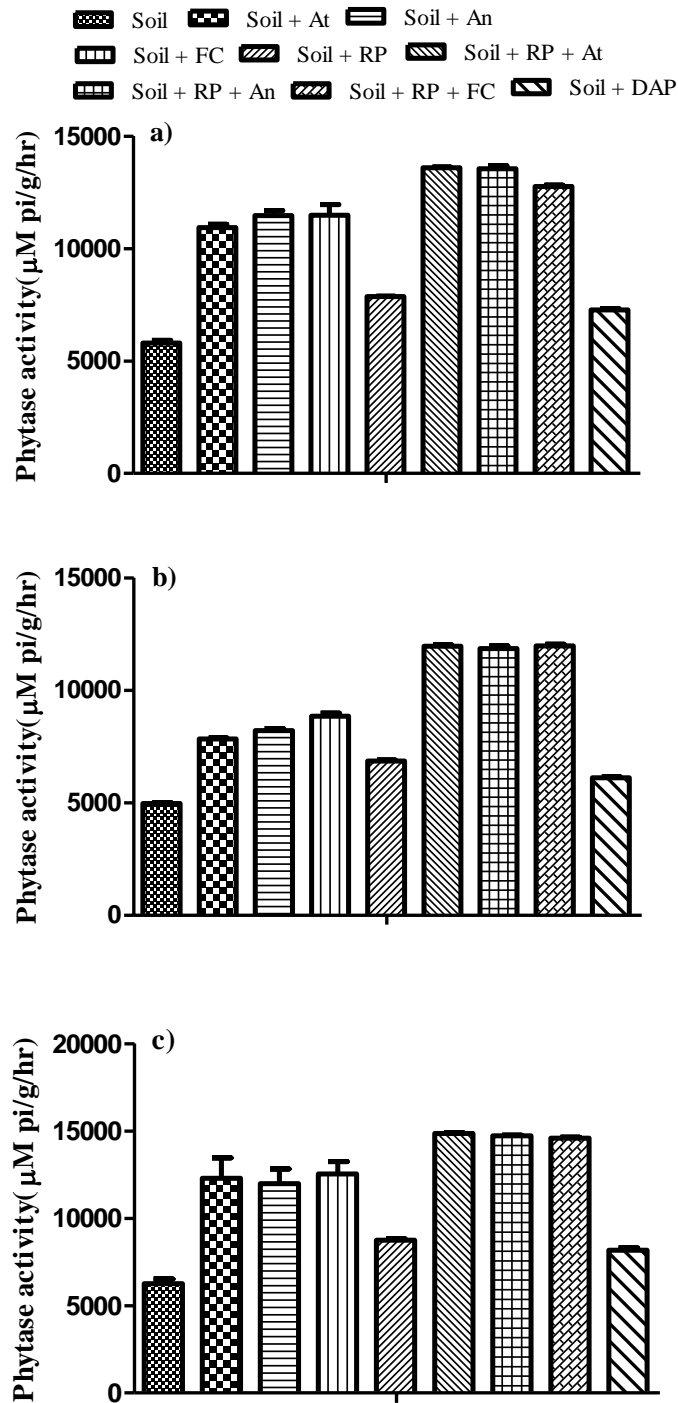 Soil Soil + At Soil + An
Soil + FC Soil + RP Soil + RP + At
Soil + RP + An Soil + RP + FC Soil + DAP
a)
Phytase activity(µM pi/g/hr)
15000
10000
5000
0
b)
Phytase activity(µM pi/g/hr)
15000
10000
5000
0
c)
Phytase activity( µM pi/g/hr)
20000
15000
10000
5000
0